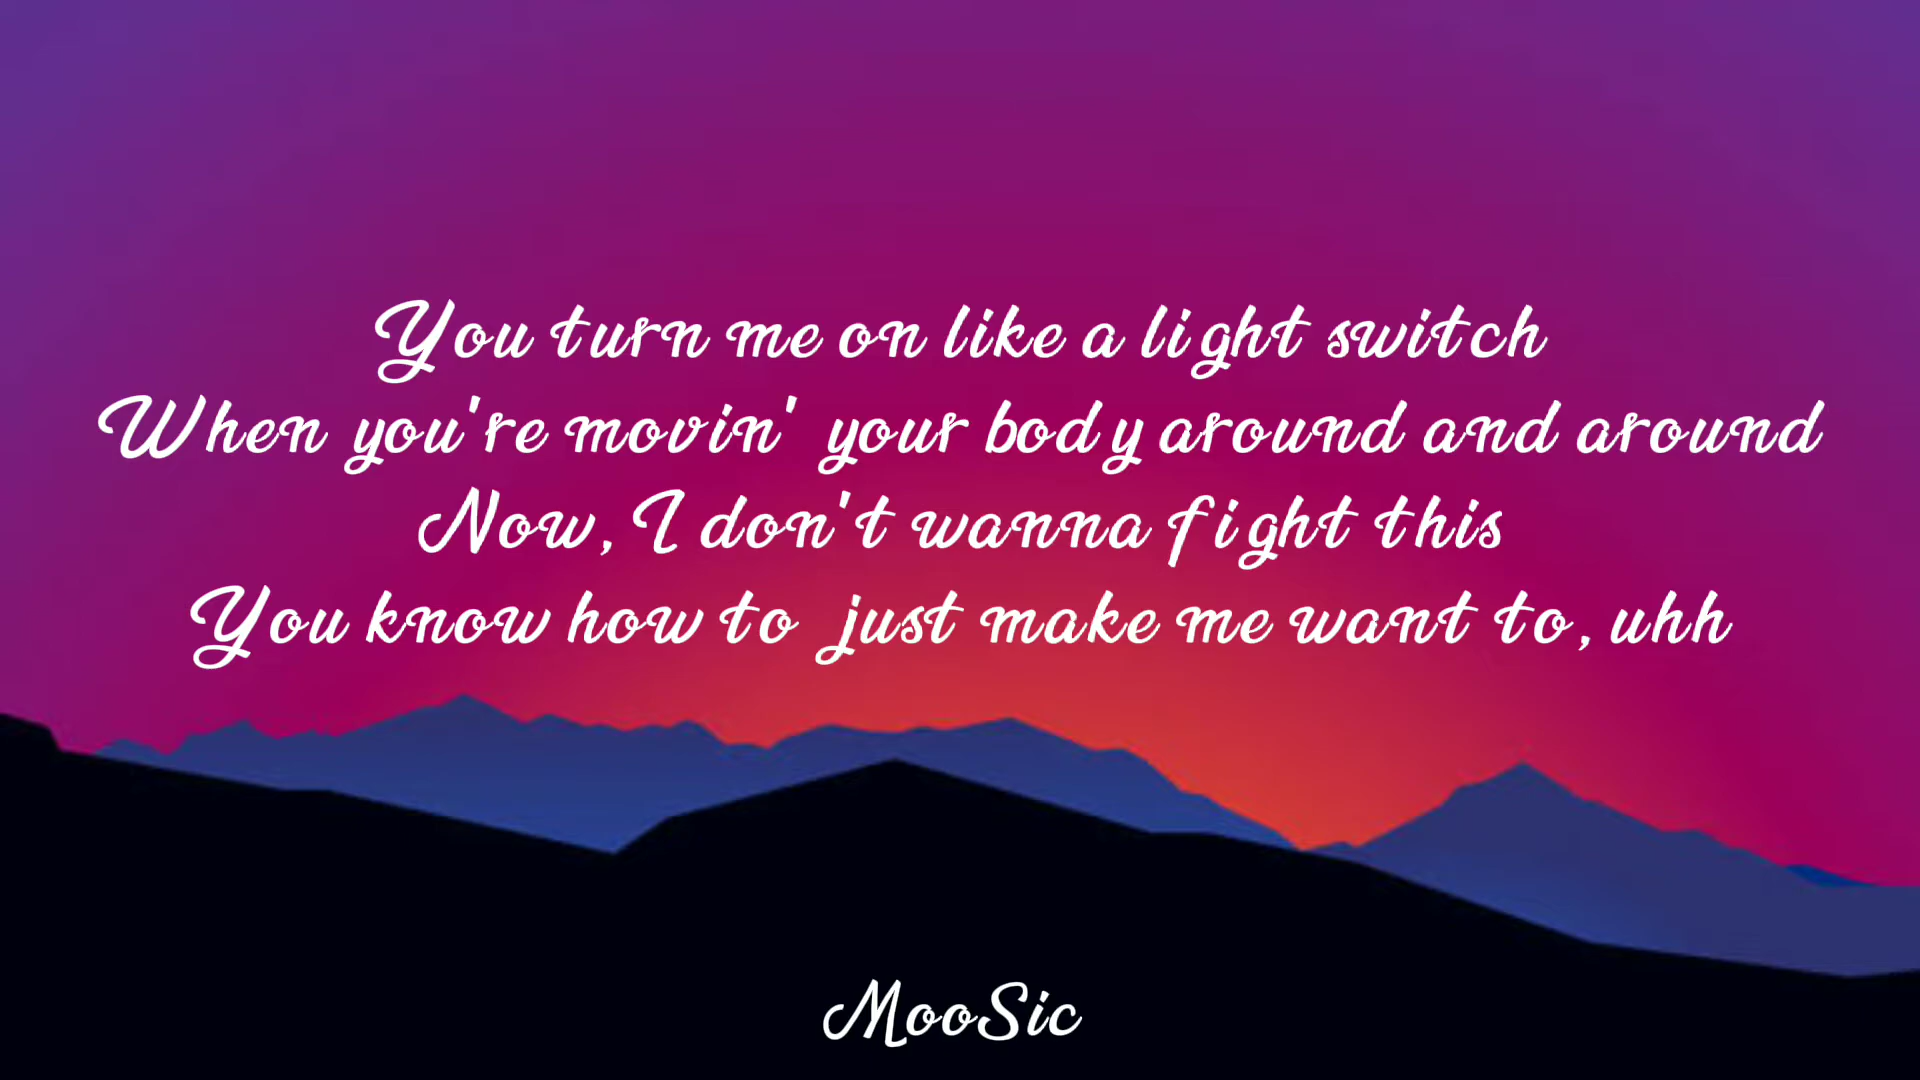 You turn me on like a light switch
When you're movin' your body around and around
Now, I don't wanna fight this
You know how to just make me want to, uhh
MooSic